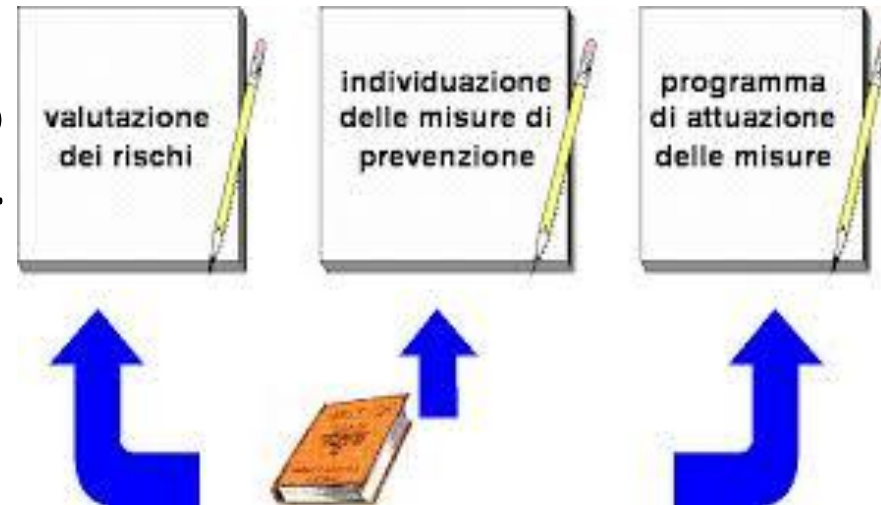 valutazione
dei rischi
individuazione
delle misure di
prevenzione
programma
di attuazione
delle misure